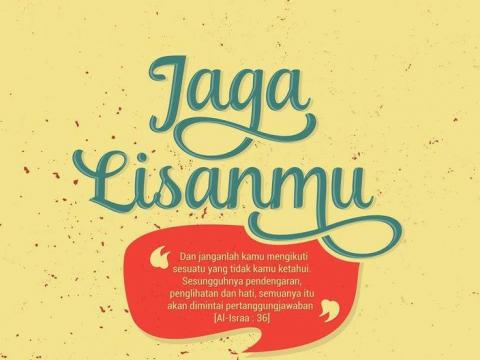 Jaga
Lisanmu
Dan janganlah kamu mengikuti
sesuatu yang tidak kamu ketahui.
Sesungguhnya pendengaran,
penglihatan dan hati, semuanya itu
akan dimintai pertanggungjawaban
[Al-Israa : 36]